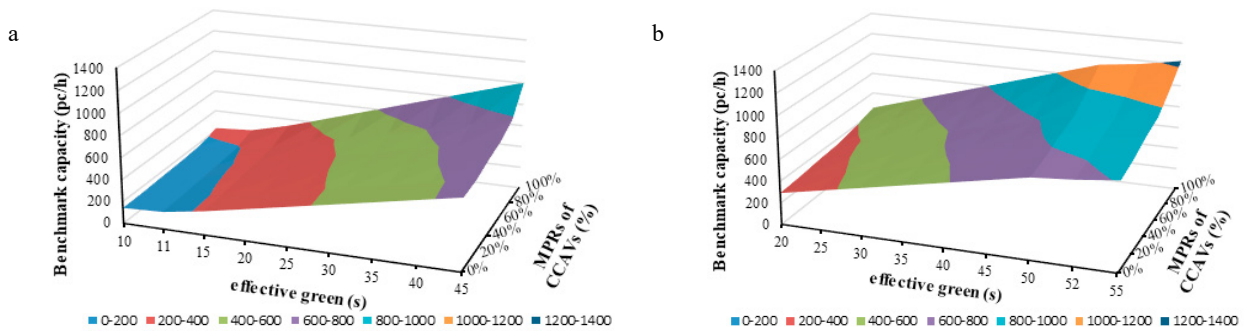 a
Benchmark capacity (pc/h)
1400
1200
1000
800
600
400
200
0
10 11 15 20 25 30 35 40 45
effective green (s)
0% 20% 40% 60% 80% 100%
MPRs of
CCAVs (%)
0-200 200-400 400-600 600-800 800-1000 1000-1200 1200-1400
b
Benchmark capacity (pc/h)
1400
1200
1000
800
600
400
200
0
20 25 30 35 40 45 50 52 55
effective green (s)
0% 20% 40% 60% 80% 100%
MPRs of
CCAVs (%)
0-200 200-400 400-600 600-800 800-1000 1000-1200 1200-1400